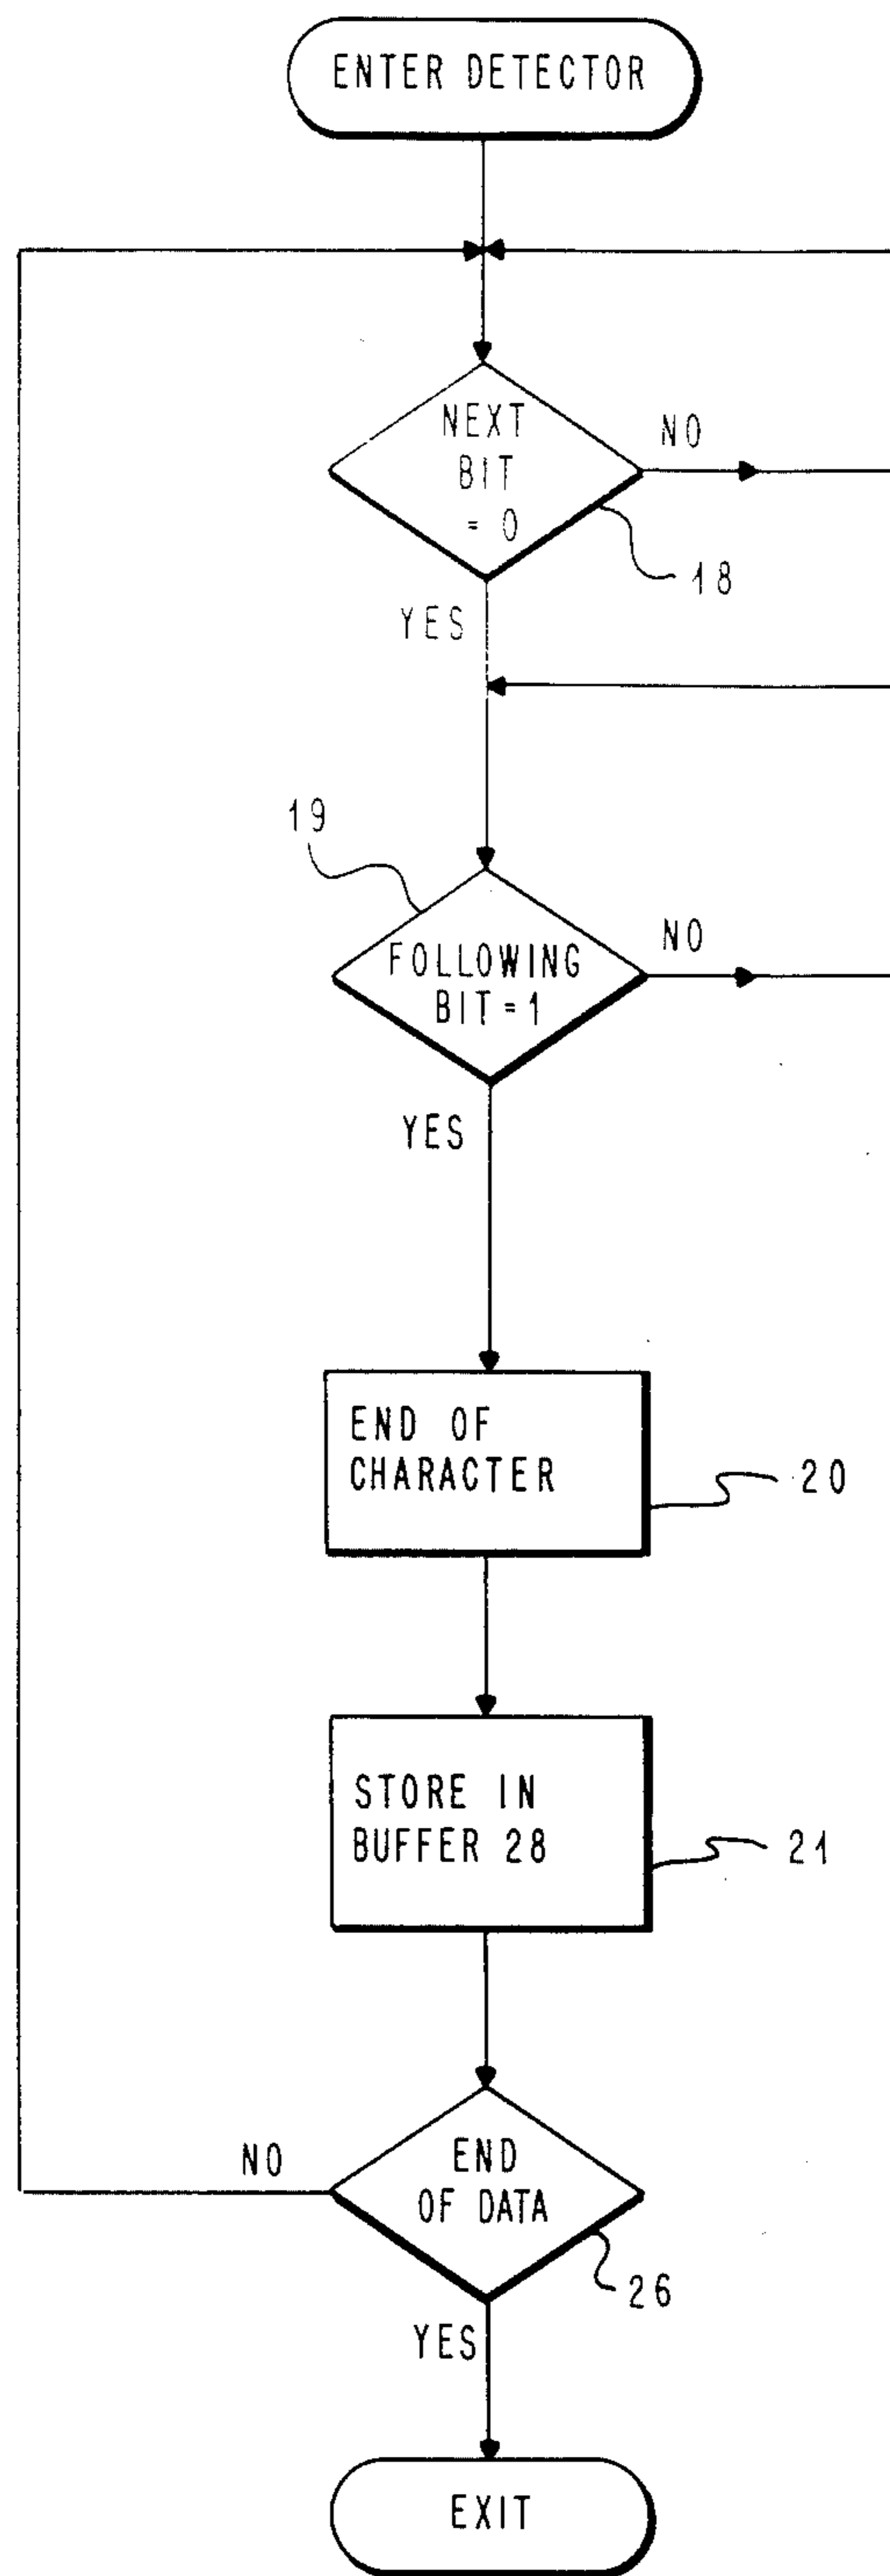 ENTER DETECTOR
NEXT
BIT
= 0
NO
18
YES
19
FOLLOWING
BIT = 1
NO
YES
END OF
CHARACTER
20
STORE IN
BUFFER 28
21
NO
END
OF DATA
26
YES
EXIT